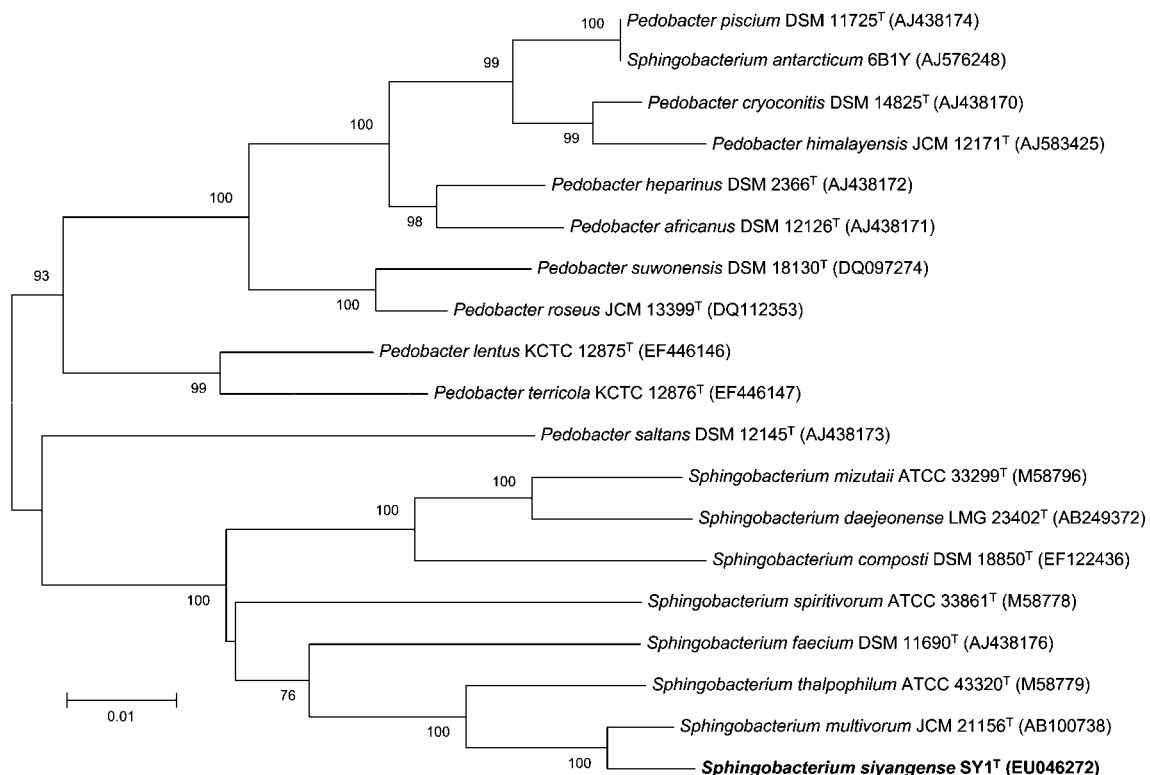 100 Pedobacter piscium DSM 11725ᵀ (AJ438174)
Sphingobacterium antarcticum 6B1Y (AJ576248)
99
Pedobacter cryoconitis DSM 14825ᵀ (AJ438170)
100
99 Pedobacter himalayensis JCM 12171ᵀ (AJ583425)
Pedobacter heparinus DSM 2366ᵀ (AJ438172)
100
98 Pedobacter africanus DSM 12126ᵀ (AJ438171)
93 Pedobacter suwonensis DSM 18130ᵀ (DQ097274)
100 Pedobacter roseus JCM 13399ᵀ (DQ112353)
Pedobacter lentus KCTC 12875ᵀ (EF446146)
99 Pedobacter terricola KCTC 12876ᵀ (EF446147)
Pedobacter saltans DSM 12145ᵀ (AJ438173)
100 Sphingobacterium mizutaii ATCC 33299ᵀ (M58796)
100 Sphingobacterium daejeonense LMG 23402ᵀ (AB249372)
Sphingobacterium composti DSM 18850ᵀ (EF122436)
100 Sphingobacterium spiritivorum ATCC 33861ᵀ (M58778)
Sphingobacterium faecium DSM 11690ᵀ (AJ438176)
76 Sphingobacterium thalpophilum ATCC 43320ᵀ (M58779)
0.01
100 Sphingobacterium multivorum JCM 21156ᵀ (AB100738)
100 Sphingobacterium siyangense SY1ᵀ (EU046272)